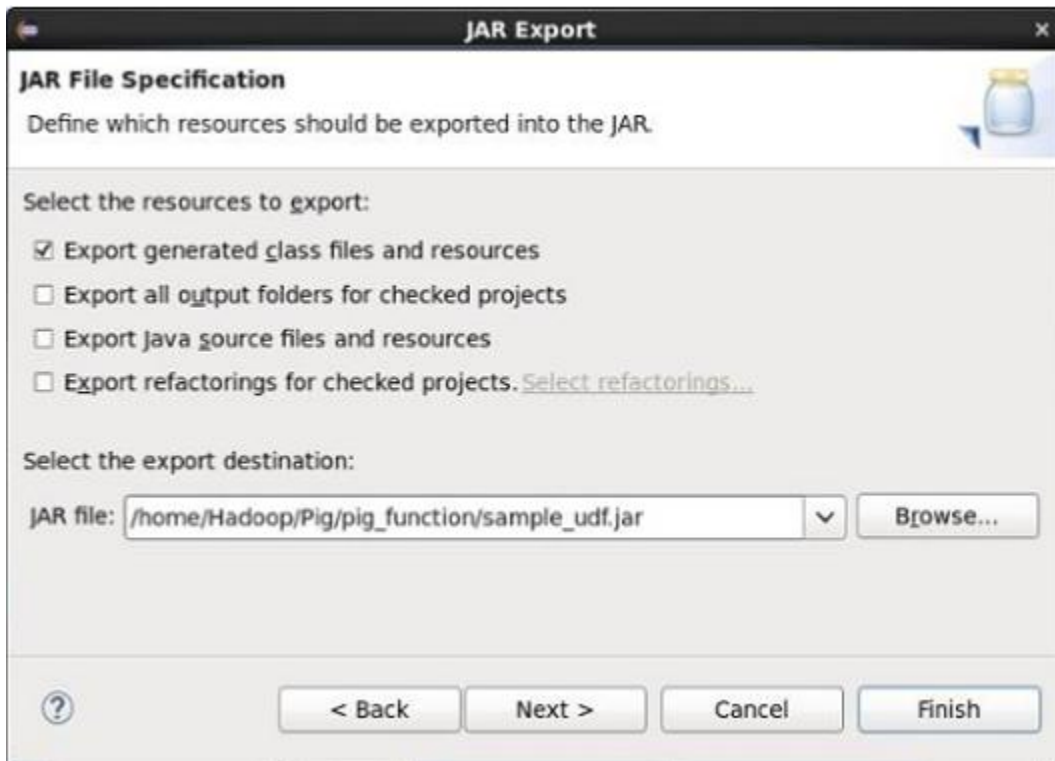 JAR Export
JAR File Specification
Define which resources should be exported into the JAR.
Select the resources to export:
Export generated class files and resources
Export all output folders for checked projects
Export Java source files and resources
Export refactorings for checked projects. Select refactorings...
Select the export destination:
JAR file: /home/Hadoop/Pig/pig_function/sample_udf.jar Browse...
? < Back Next > Cancel Finish